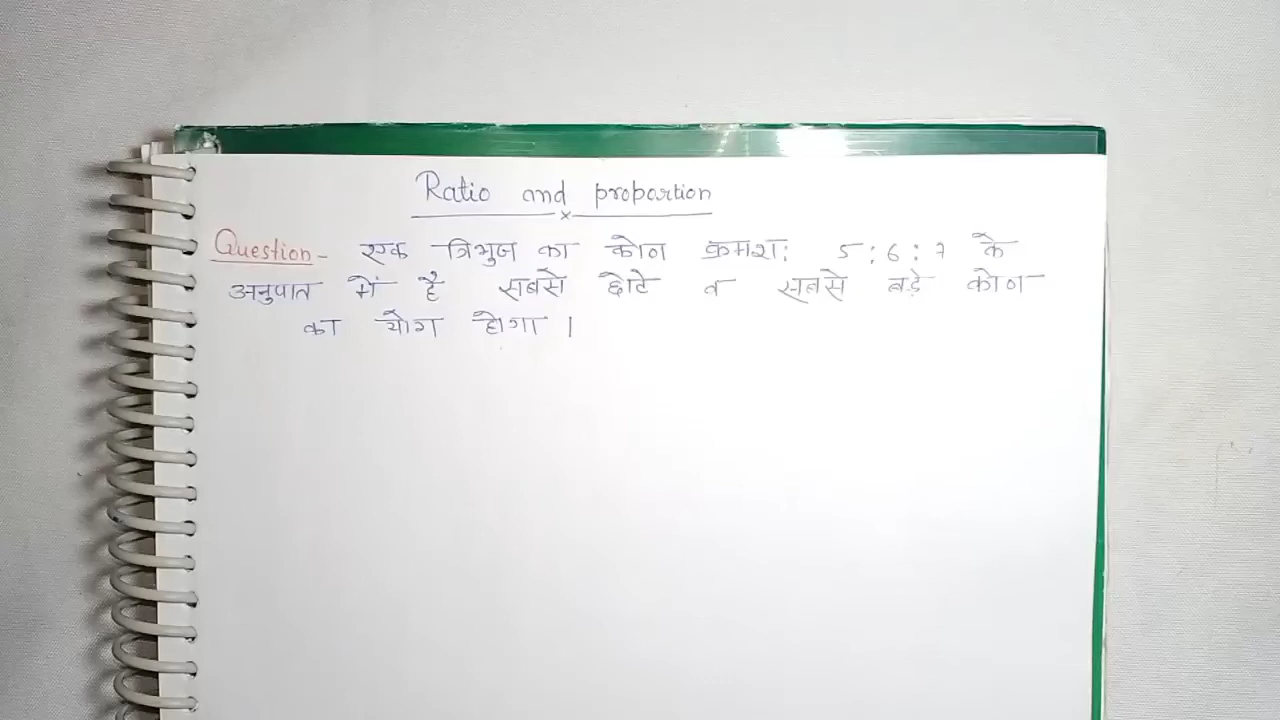 Ratio and proportion
Question - एक त्रिभुज का कोन क्रमश: 5 : 6 : 7 के
अनुपात में है सबसे छोटे व सबसे बड़े कोन
का योग होगा ।